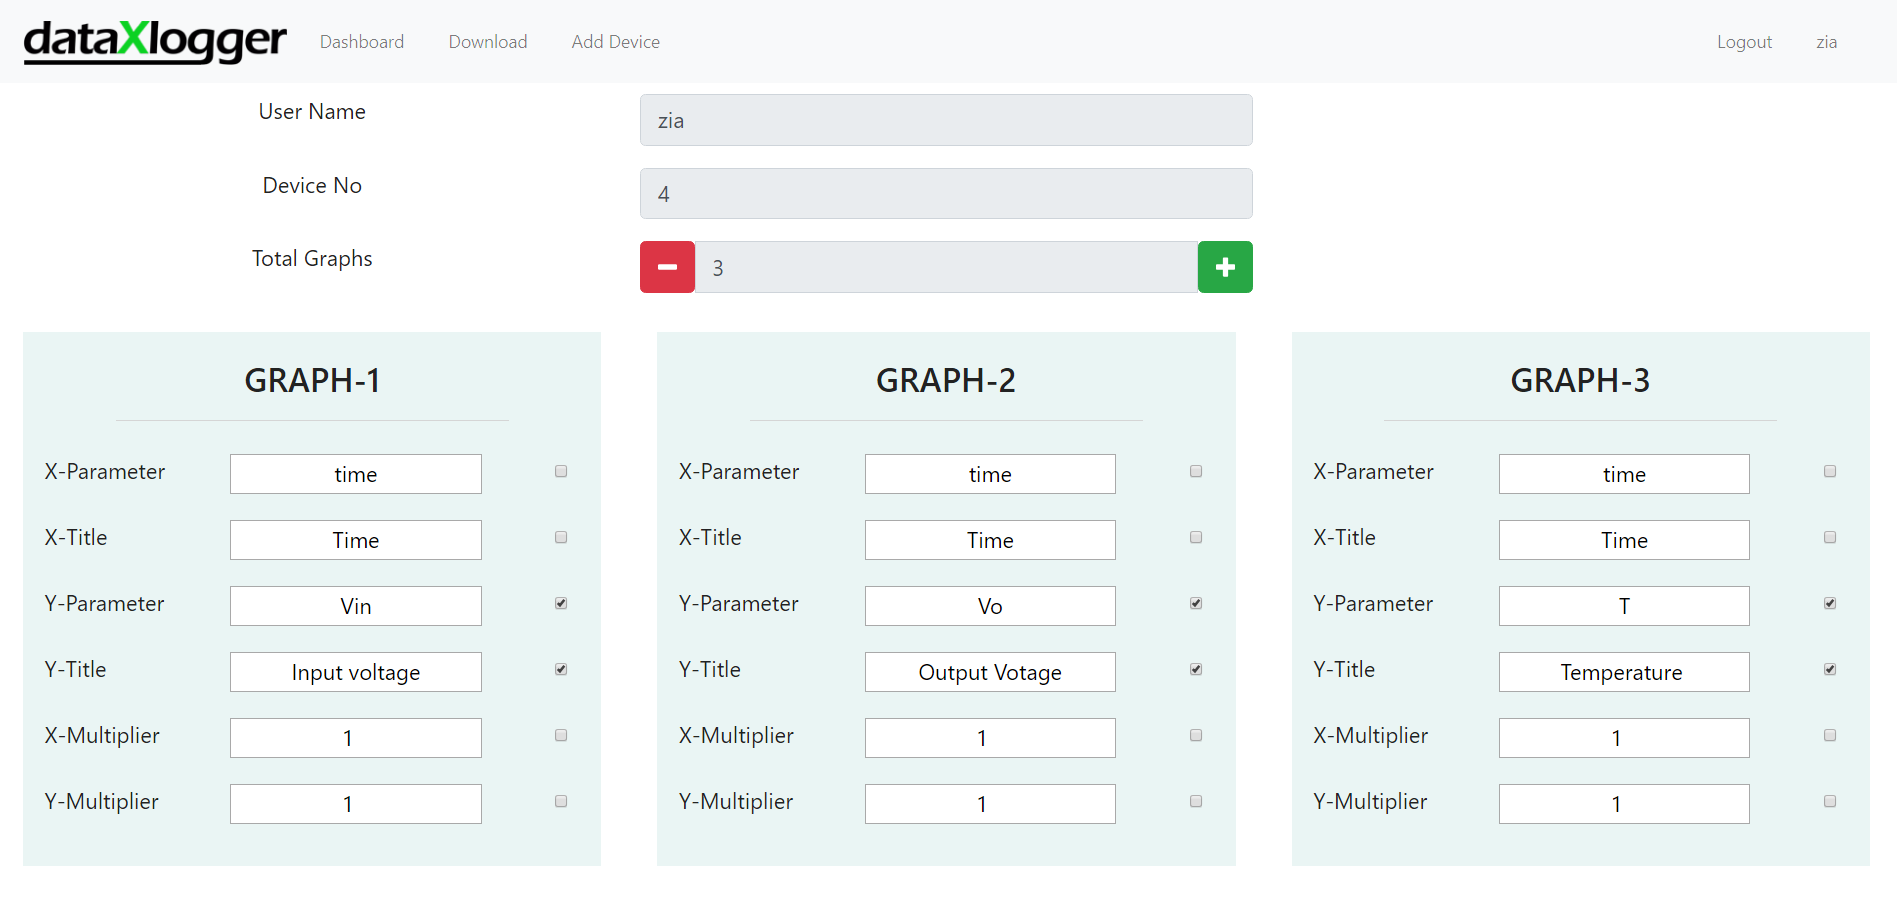 dataXlogger Dashboard Download Add Device Logout zia
User Name zia
Device No 4
Total Graphs 3
GRAPH-1
X-Parameter time
X-Title Time
Y-Parameter Vin
Y-Title Input voltage
X-Multiplier 1
Y-Multiplier 1
GRAPH-2
X-Parameter time
X-Title Time
Y-Parameter Vo
Y-Title Output Votage
X-Multiplier 1
Y-Multiplier 1
GRAPH-3
X-Parameter time
X-Title Time
Y-Parameter T
Y-Title Temperature
X-Multiplier 1
Y-Multiplier 1